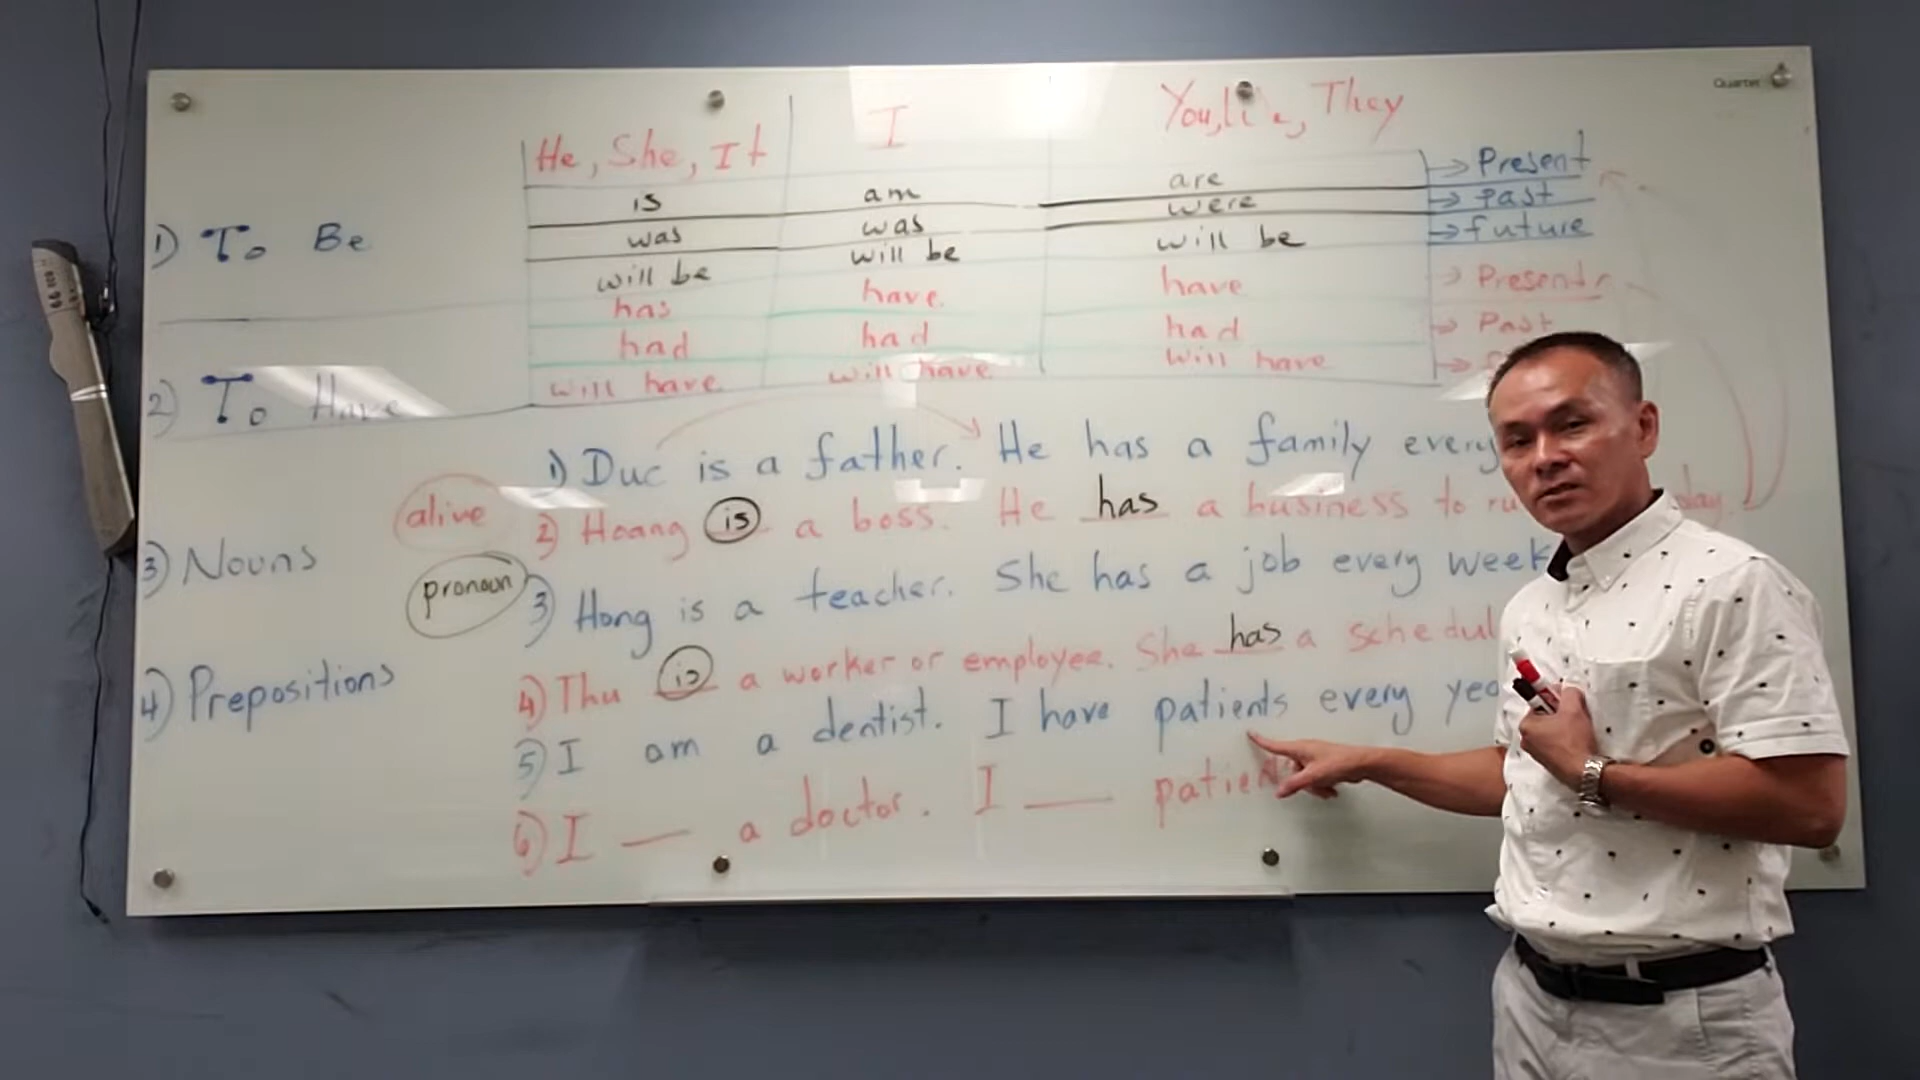 Quartet
He, She, It I You, We, They
is am are → Present
was was were → Past
1) To Be will be will be will be → future
has have have → Present
had had had → Past
2) To Have will have will have will have →
1) Duc is a father. He has a family every
alive 2) Hoang is a boss. He has a business to ru day.
3) Nouns pronoun 3) Hong is a teacher. She has a job every week
4) Prepositions 4) Thu is a worker or employee. She has a schedul
5) I am a dentist. I have patients every yea
6) I ___ a doctor. I ___ patien